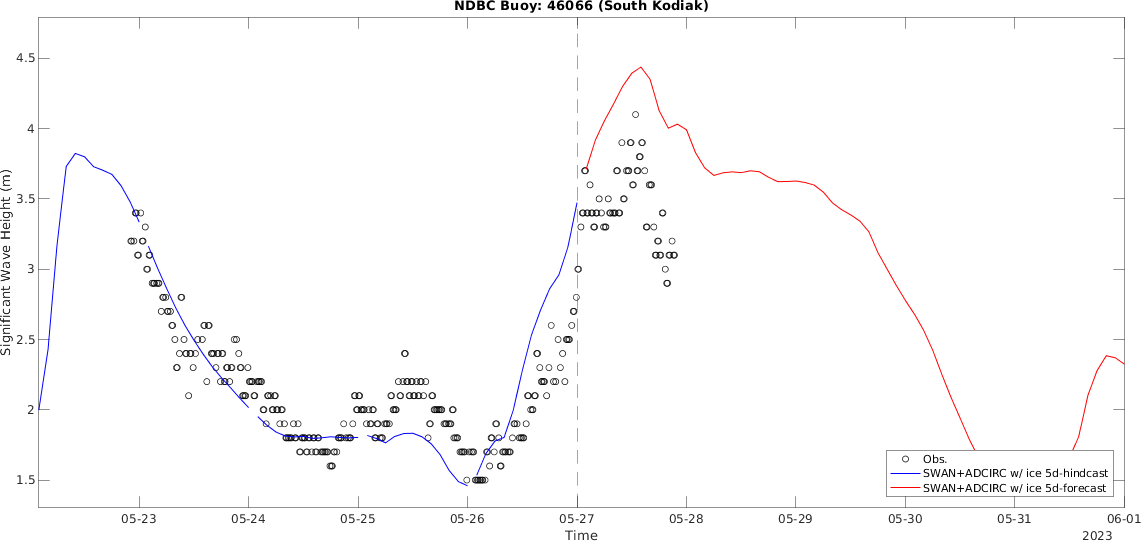 NDBC Buoy: 46066 (South Kodiak)
Significant Wave Height (m)
4.5
4
3.5
3
2.5
2
1.5
Obs.
SWAN+ADCIRC w/ ice 5d-hindcast
SWAN+ADCIRC w/ ice 5d-forecast
05-23 05-24 05-25 05-26 05-27 05-28 05-29 05-30 05-31 06-01
Time
2023